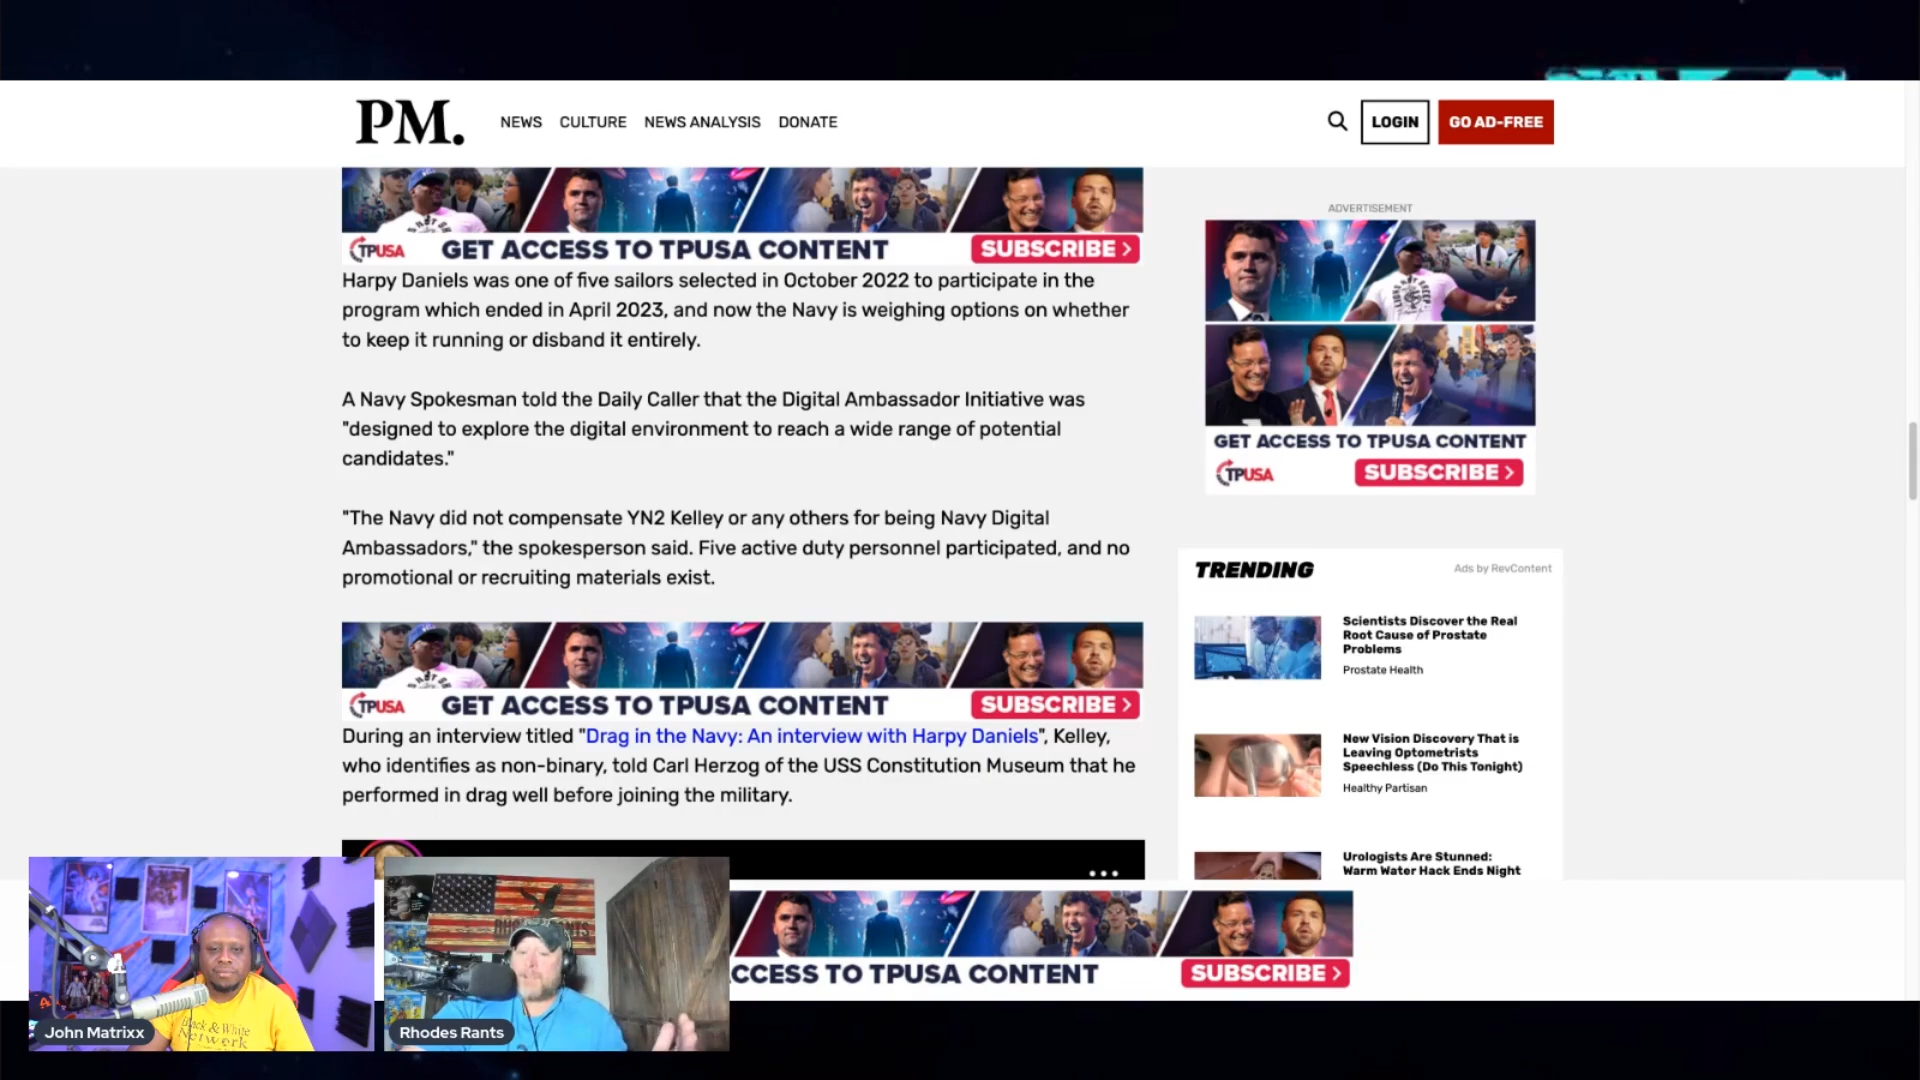 PM.
NEWS
CULTURE
NEWS ANALYSIS
DONATE
LOGIN
GO AD-FREE
TPUSA
GET ACCESS TO TPUSA CONTENT
SUBSCRIBE >
Harpy Daniels was one of five sailors selected in October 2022 to participate in the
program which ended in April 2023, and now the Navy is weighing options on whether
to keep it running or disband it entirely.
A Navy Spokesman told the Daily Caller that the Digital Ambassador Initiative was
"designed to explore the digital environment to reach a wide range of potential
candidates."
"The Navy did not compensate YN2 Kelley or any others for being Navy Digital
Ambassadors," the spokesperson said. Five active duty personnel participated, and no
promotional or recruiting materials exist.
TPUSA
GET ACCESS TO TPUSA CONTENT
SUBSCRIBE >
During an interview titled "Drag in the Navy: An interview with Harpy Daniels", Kelley,
who identifies as non-binary, told Carl Herzog of the USS Constitution Museum that he
performed in drag well before joining the military.
ADVERTISEMENT
GET ACCESS TO TPUSA CONTENT
TPUSA
SUBSCRIBE >
TRENDING
Ads by RevContent
Scientists Discover the Real
Root Cause of Prostate
Problems
Prostate Health
New Vision Discovery That is
Leaving Optometrists
Speechless (Do This Tonight)
Healthy Partisan
Urologists Are Stunned:
Warm Water Hack Ends Night
CCESS TO TPUSA CONTENT
SUBSCRIBE >
Black & White
Network
John Matrixx
Rhodes Rants